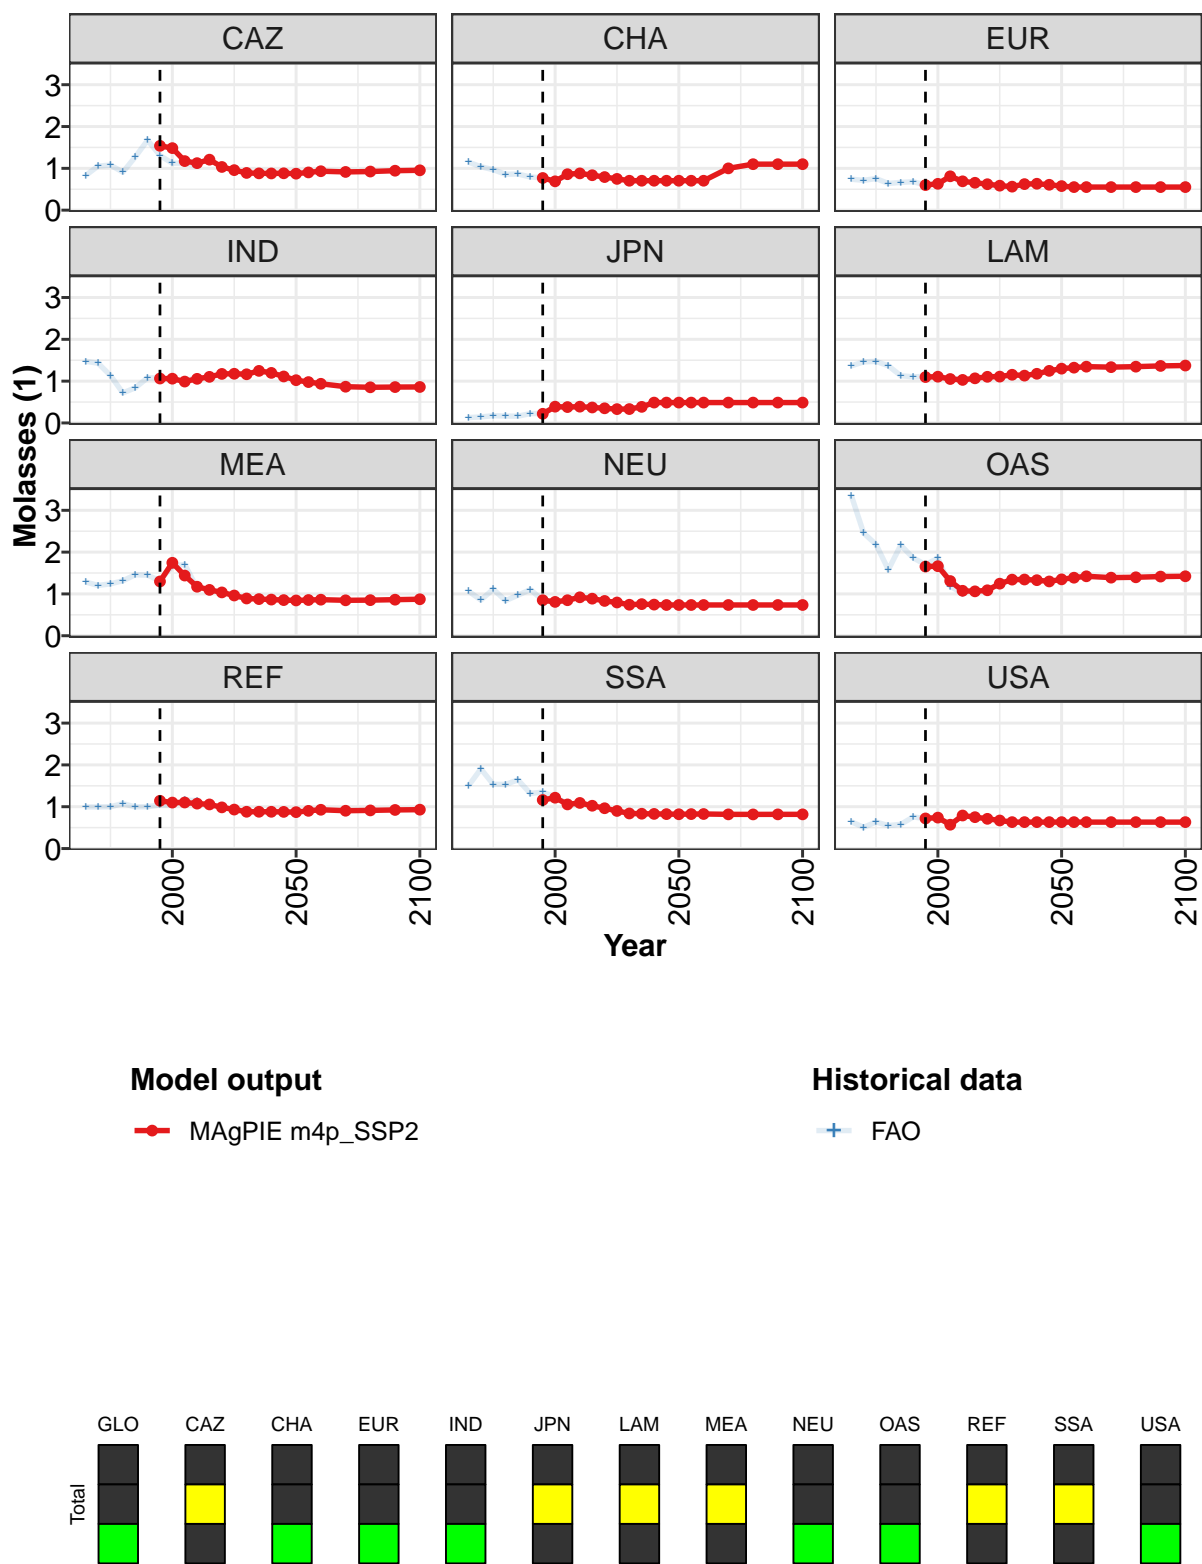 CAZ CHA EUR
3
2
1
0
IND JPN LAM
3
2
1
0
MEA NEU OAS
3
2
1
0
REF SSA USA
3
2
1
0
Molasses (1)
2000 2050 2100 2000 2050 2100 2000 2050 2100
Year
Model output Historical data
MAgPIE m4p_SSP2 FAO
GLO CAZ CHA EUR IND JPN LAM MEA NEU OAS REF SSA USA
Total